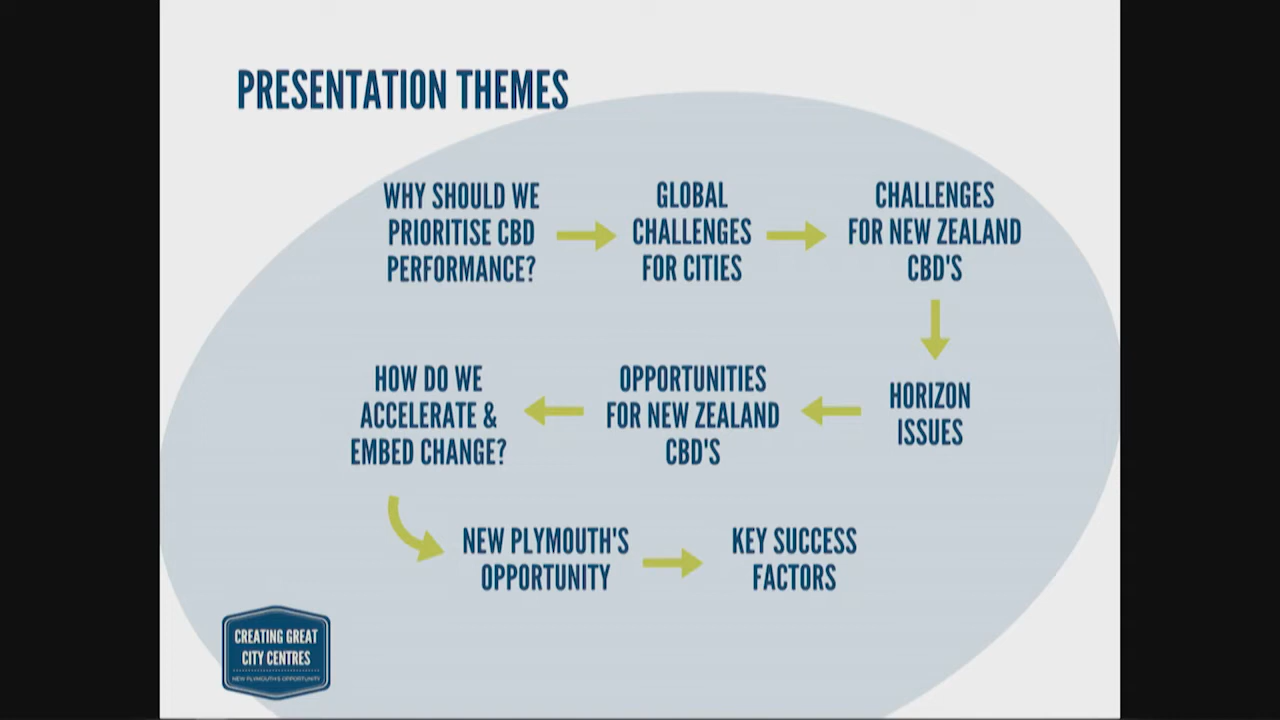 PRESENTATION THEMES
WHY SHOULD WE
PRIORITISE CBD
PERFORMANCE?
GLOBAL
CHALLENGES
FOR CITIES
CHALLENGES
FOR NEW ZEALAND
CBD'S
HORIZON
ISSUES
OPPORTUNITIES
FOR NEW ZEALAND
CBD'S
HOW DO WE
ACCELERATE &
EMBED CHANGE?
NEW PLYMOUTH'S
OPPORTUNITY
KEY SUCCESS
FACTORS
CREATING GREAT
CITY CENTRES
NEW PLYMOUTH'S OPPORTUNITY